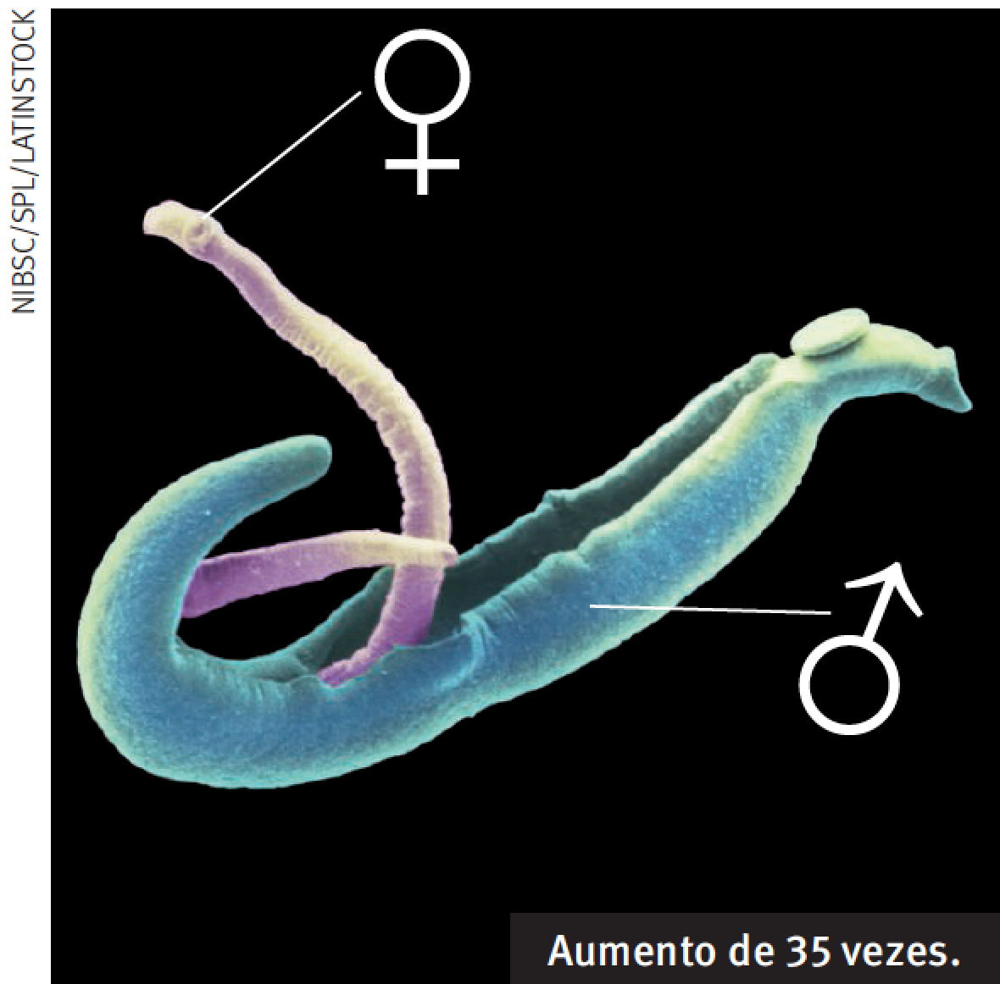 NIBSC/SPL/LATINSTOCK
♀
♂
Aumento de 35 vezes.